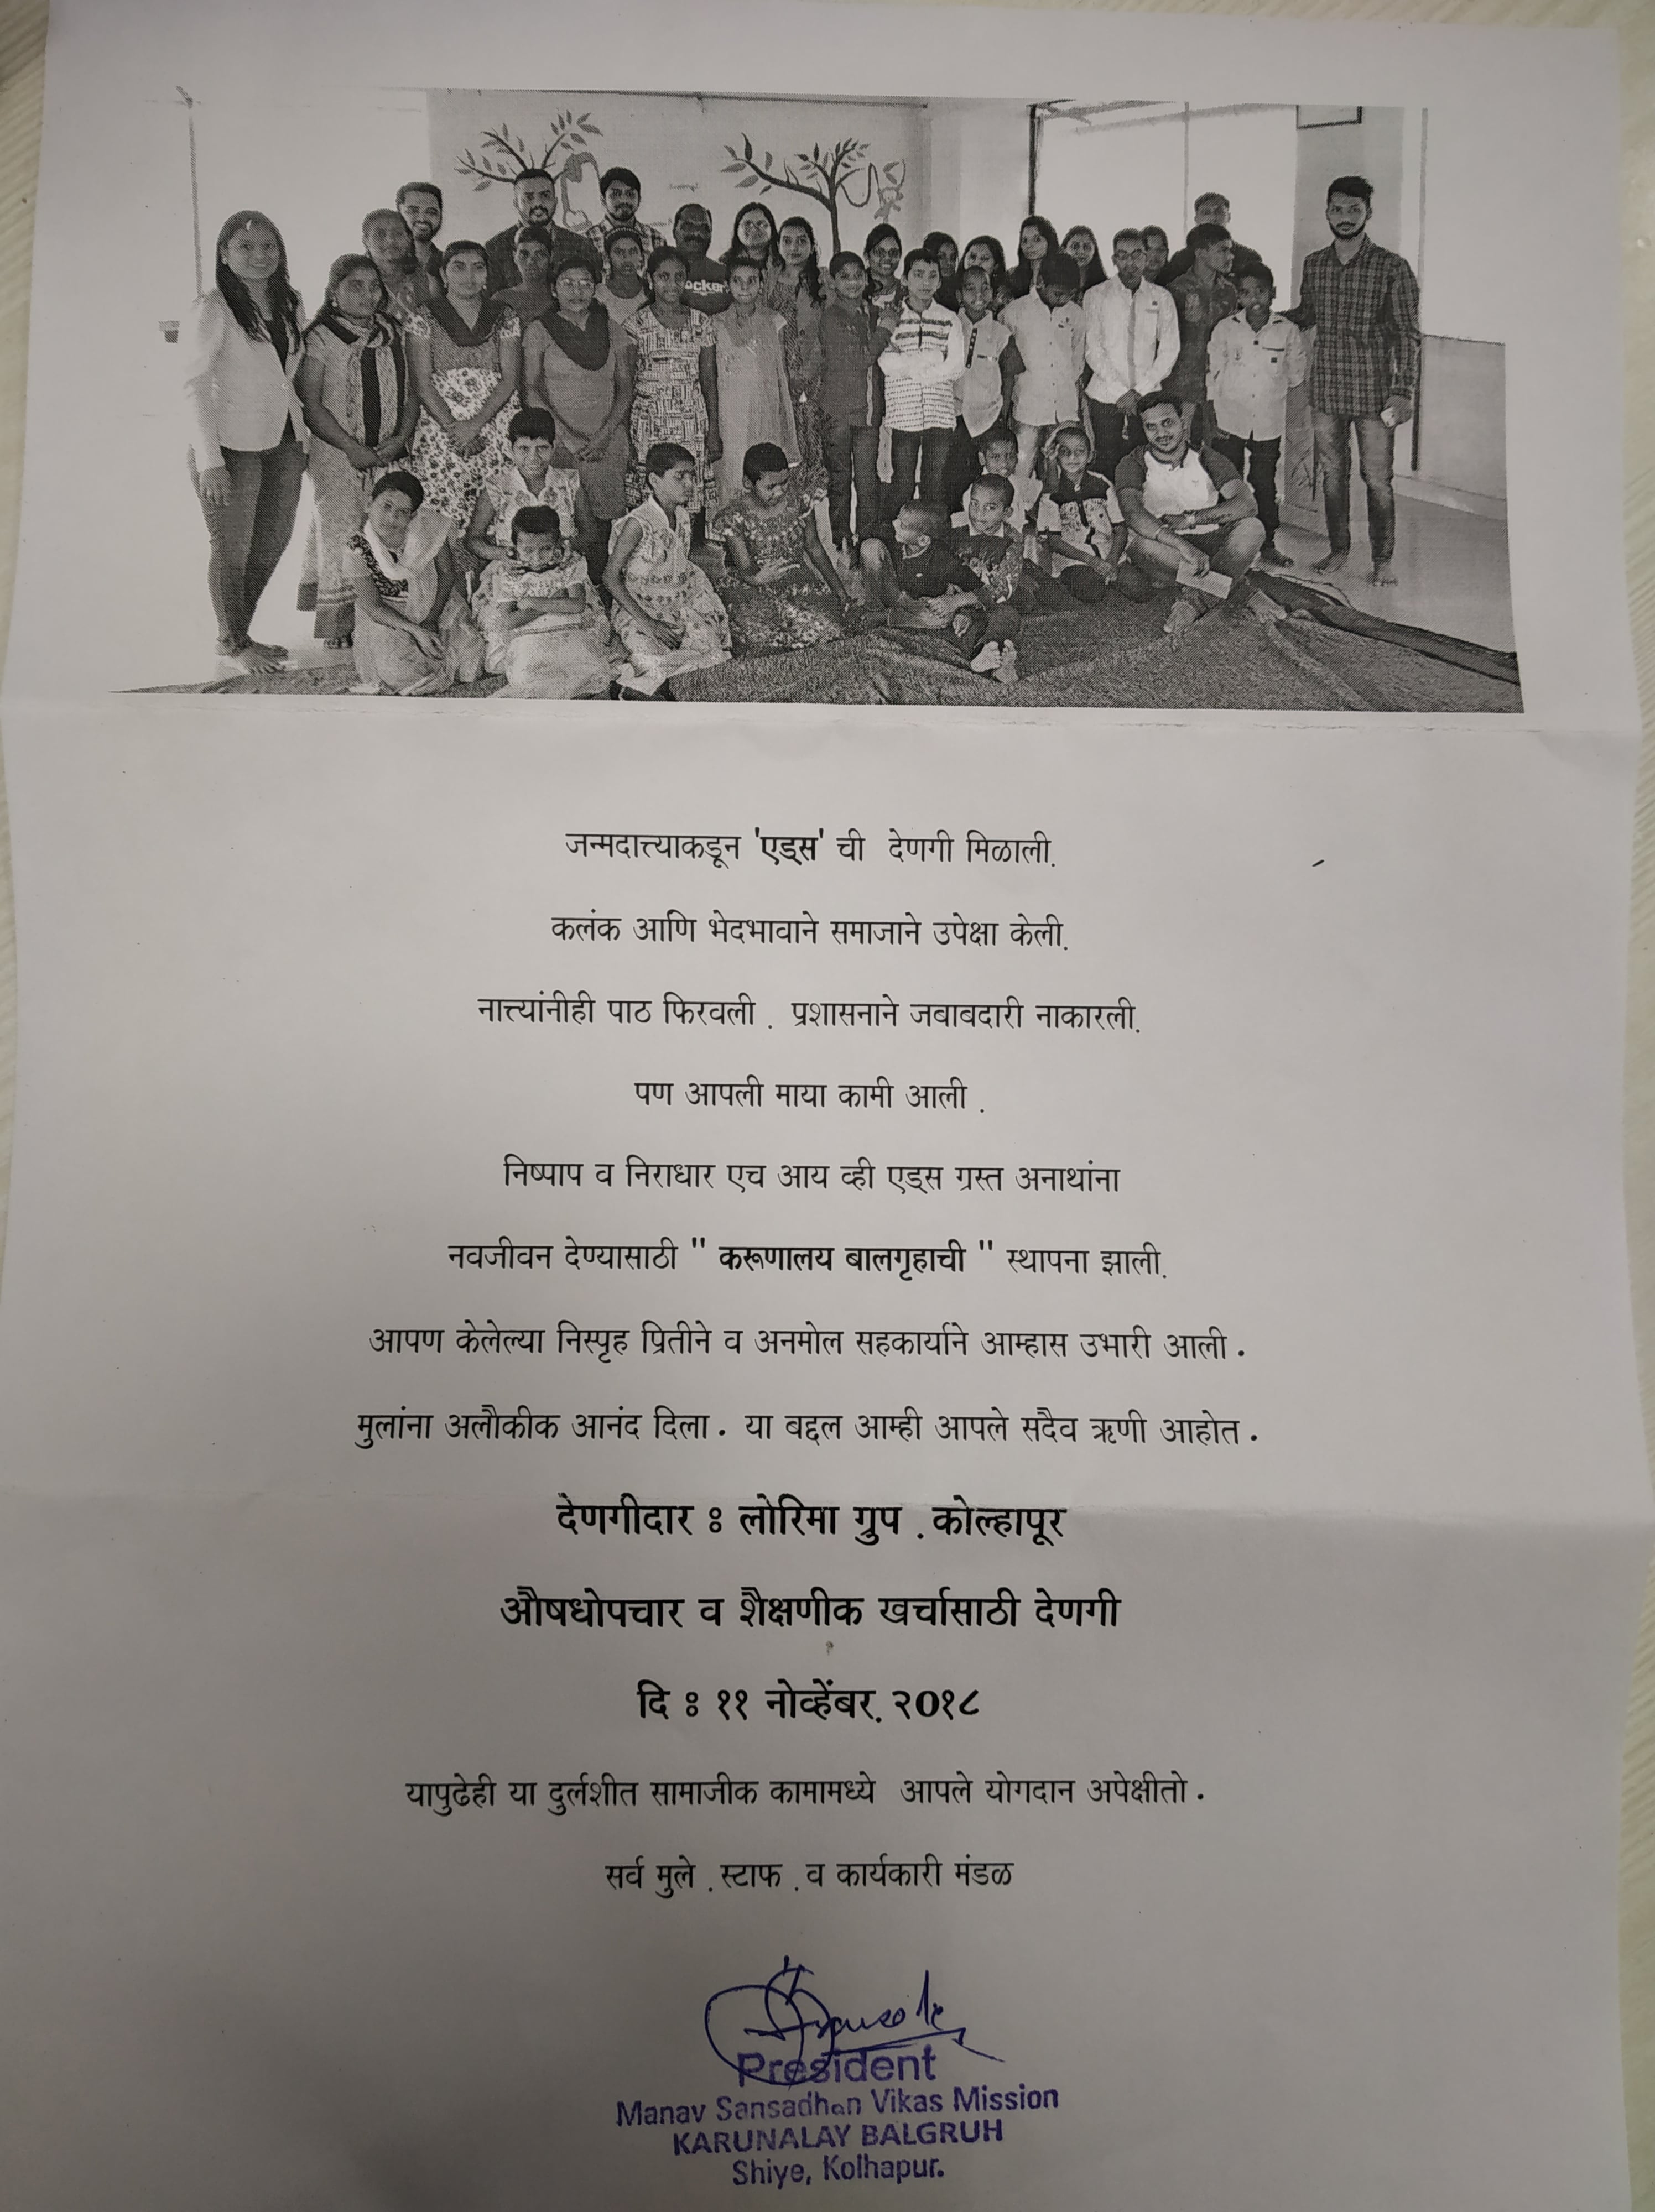 ocker
जन्मदात्त्याकडून 'एड्स' ची देणगी मिळाली.
कलंक आणि भेदभावाने समाजाने उपेक्षा केली.
नात्त्यांनीही पाठ फिरवली . प्रशासनाने जबाबदारी नाकारली.
पण आपली माया कामी आली .
निष्पाप व निराधार एच आय व्ही एड्स ग्रस्त अनाथांना
नवजीवन देण्यासाठी " करूणालय बालगृहाची " स्थापना झाली.
आपण केलेल्या निस्पृह प्रितीने व अनमोल सहकार्याने आम्हास उभारी आली .
मुलांना अलौकीक आनंद दिला . या बद्दल आम्ही आपले सदैव ऋणी आहोत .
देणगीदार : लोरिमा ग्रुप . कोल्हापूर
औषधोपचार व शैक्षणीक खर्चासाठी देणगी
दि : ११ नोव्हेंबर. २०१८
यापुढेही या दुर्लशीत सामाजीक कामामध्ये आपले योगदान अपेक्षीतो .
सर्व मुले . स्टाफ . व कार्यकारी मंडळ
President
Manav Sansadhan Vikas Mission
KARUNALAY BALGRUH
Shiye, Kolhapur.